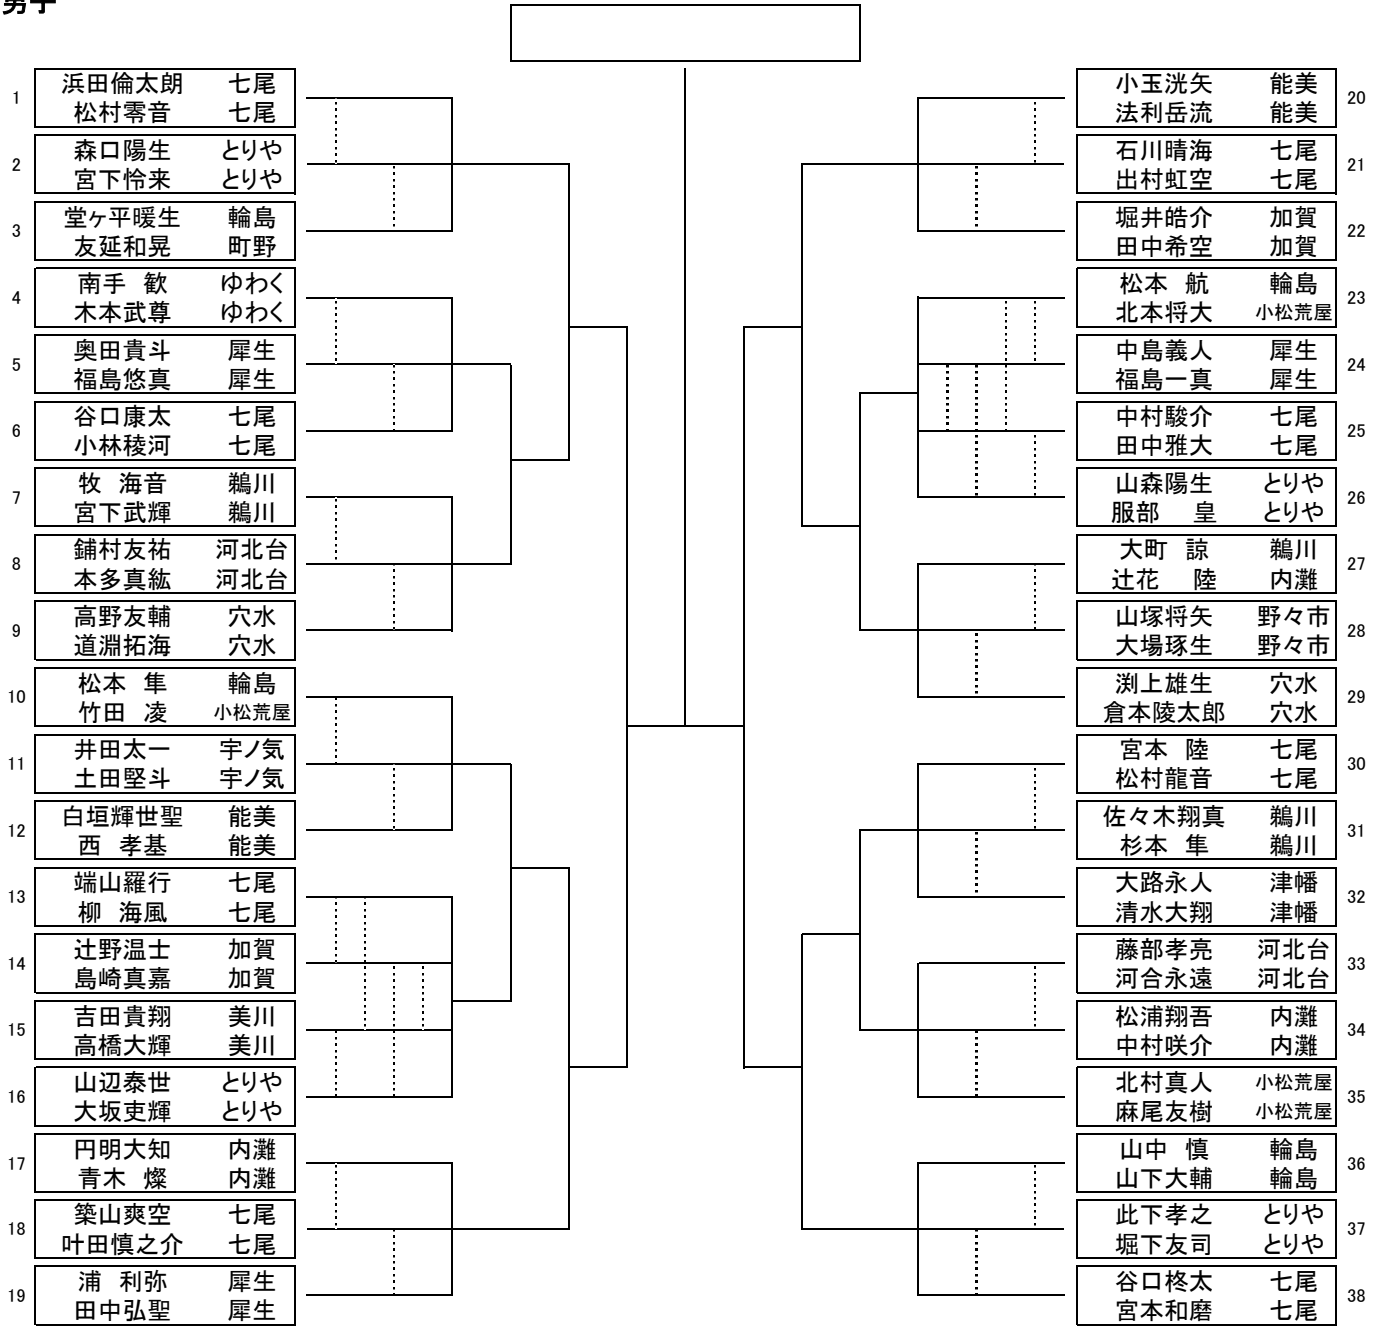 男子
1 浜田倫太朗 七尾
松村零音 七尾
2 森口陽生 とりや
宮下怜来 とりや
3 堂ヶ平暖生 輪島
友延和晃 町野
4 南手 歓 ゆわく
木本武尊 ゆわく
5 奥田貴斗 犀生
福島悠真 犀生
6 谷口康太 七尾
小林稜河 七尾
7 牧 海音 鵜川
宮下武輝 鵜川
8 鋪村友祐 河北台
本多真紘 河北台
9 高野友輔 穴水
道淵拓海 穴水
10 松本 隼 輪島
竹田 凌 小松荒屋
11 井田太一 宇ノ気
土田堅斗 宇ノ気
12 白垣輝世聖 能美
西 孝基 能美
13 端山羅行 七尾
柳 海風 七尾
14 辻野温士 加賀
島崎真嘉 加賀
15 吉田貴翔 美川
高橋大輝 美川
16 山辺泰世 とりや
大坂吏輝 とりや
17 円明大知 内灘
青木 燦 内灘
18 築山爽空 七尾
叶田慎之介 七尾
19 浦 利弥 犀生
田中弘聖 犀生
小玉洸矢 能美 20
法利岳流 能美
石川晴海 七尾 21
出村虹空 七尾
堀井皓介 加賀 22
田中希空 加賀
松本 航 輪島 23
北本将大 小松荒屋
中島義人 犀生 24
福島一真 犀生
中村駿介 七尾 25
田中雅大 七尾
山森陽生 とりや 26
服部 皇 とりや
大町 諒 鵜川 27
辻花 陸 内灘
山塚将矢 野々市 28
大場琢生 野々市
渕上雄生 穴水 29
倉本陵太郎 穴水
宮本 陸 七尾 30
松村龍音 七尾
佐々木翔真 鵜川 31
杉本 隼 鵜川
大路永人 津幡 32
清水大翔 津幡
藤部孝亮 河北台 33
河合永遠 河北台
松浦翔吾 内灘 34
中村咲介 内灘
北村真人 小松荒屋 35
麻尾友樹 小松荒屋
山中 慎 輪島 36
山下大輔 輪島
此下孝之 とりや 37
堀下友司 とりや
谷口柊太 七尾 38
宮本和磨 七尾